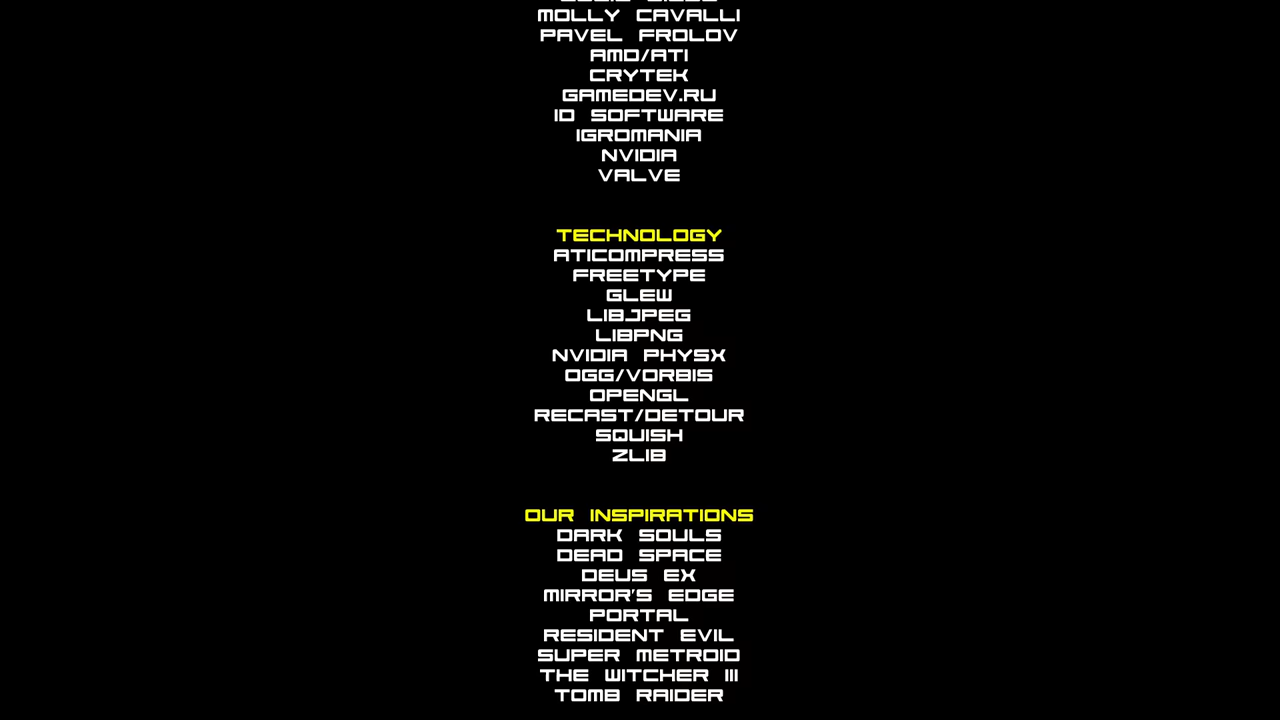 MOLLY CAVALLI
PAVEL FROLOV
AMD/ATI
CRYTEK
GAMEDEV.RU
ID SOFTWARE
IGROMANIA
NVIDIA
VALVE
TECHNOLOGY
ATICOMPRESS
FREETYPE
GLEW
LIBJPEG
LIBPNG
NVIDIA PHYSX
OGG/VORBIS
OPENGL
RECAST/DETOUR
SQUISH
ZLIB
OUR INSPIRATIONS
DARK SOULS
DEAD SPACE
DEUS EX
MIRROR'S EDGE
PORTAL
RESIDENT EVIL
SUPER METROID
THE WITCHER III
TOMB RAIDER